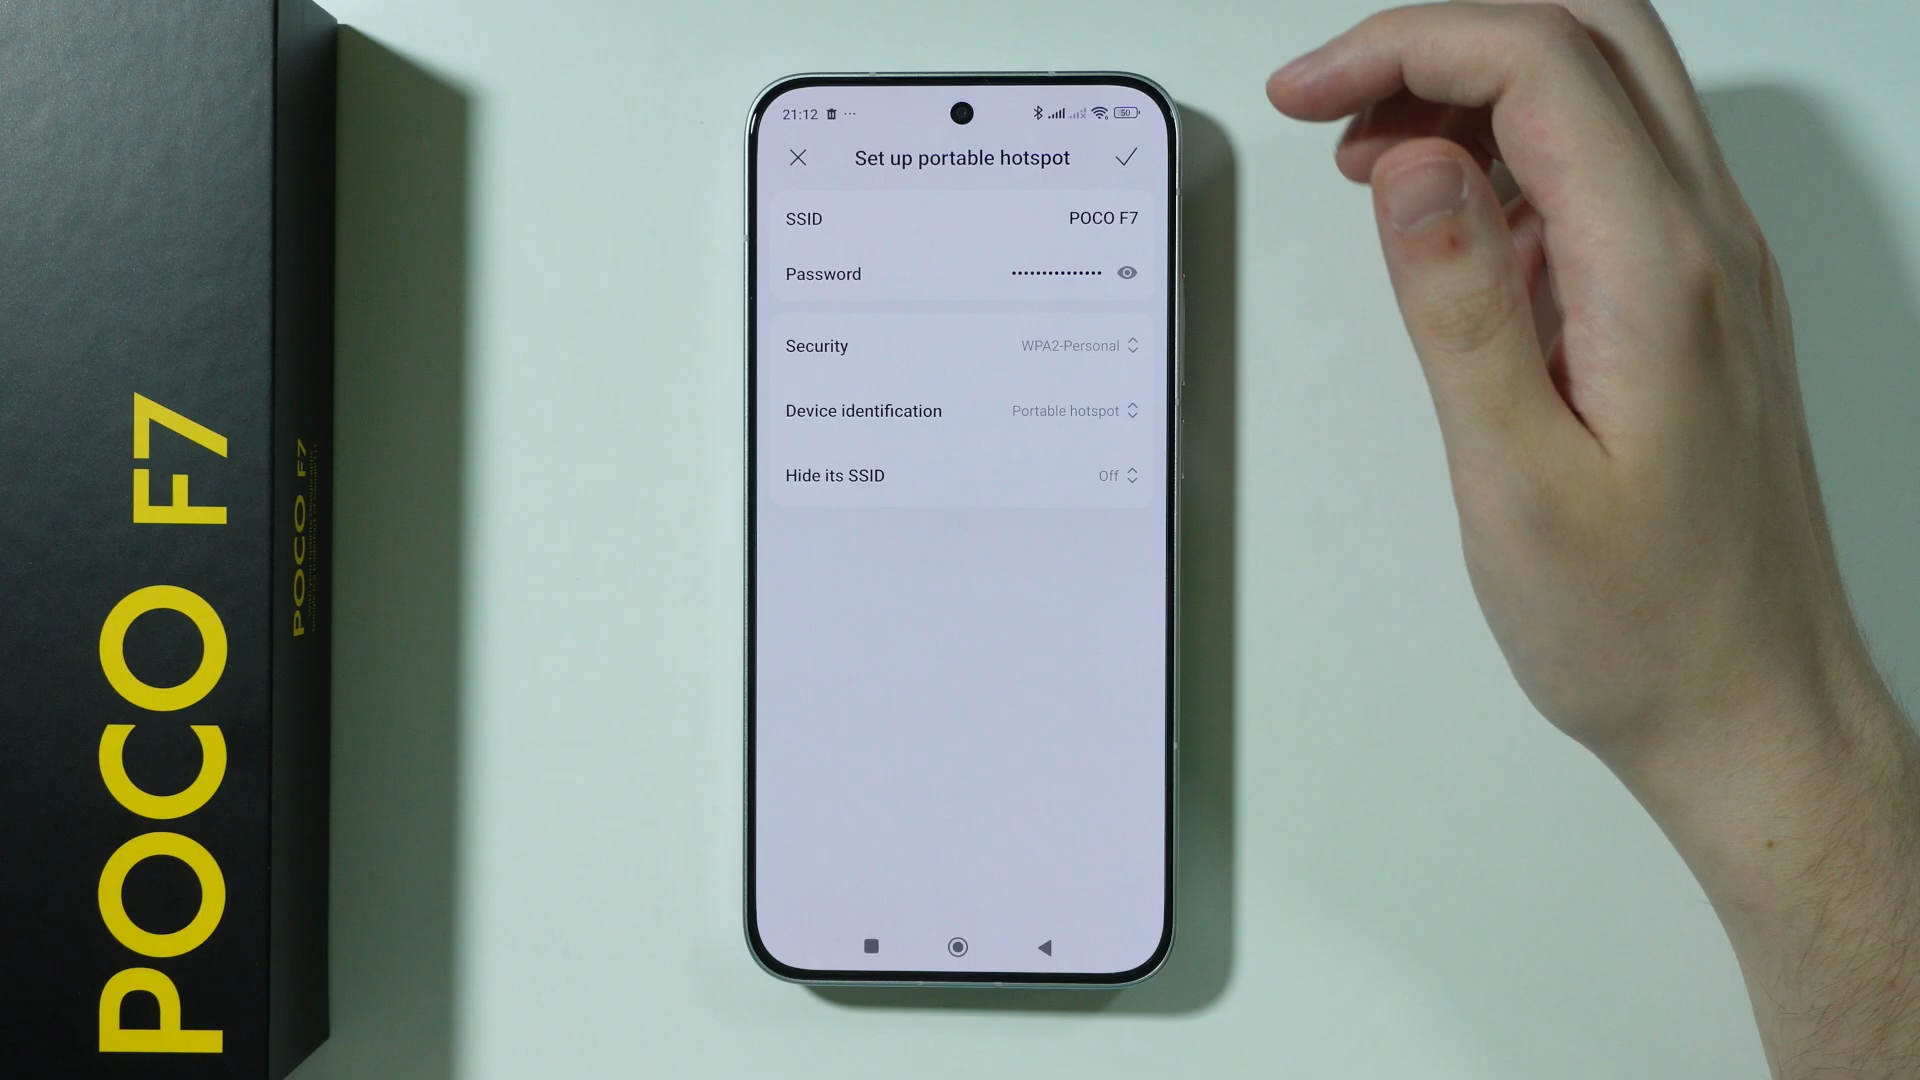 POCO F7
POCO F7
21:12
50
Set up portable hotspot
SSID
POCO F7
Password
Security
WPA2-Personal
Device identification
Portable hotspot
Hide its SSID
Off